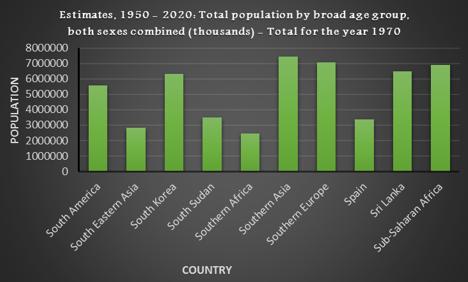 Estimates, 1950 - 2020: Total population by broad age group,
both sexes combined (thousands) - Total for the year 1970
POPULATION
8000000
7000000
6000000
5000000
4000000
3000000
2000000
1000000
0
South America
South Eastern Asia
South Korea
South Sudan
Southern Africa
Southern Asia
Southern Europe
Spain
Sri Lanka
Sub-Saharan Africa
COUNTRY